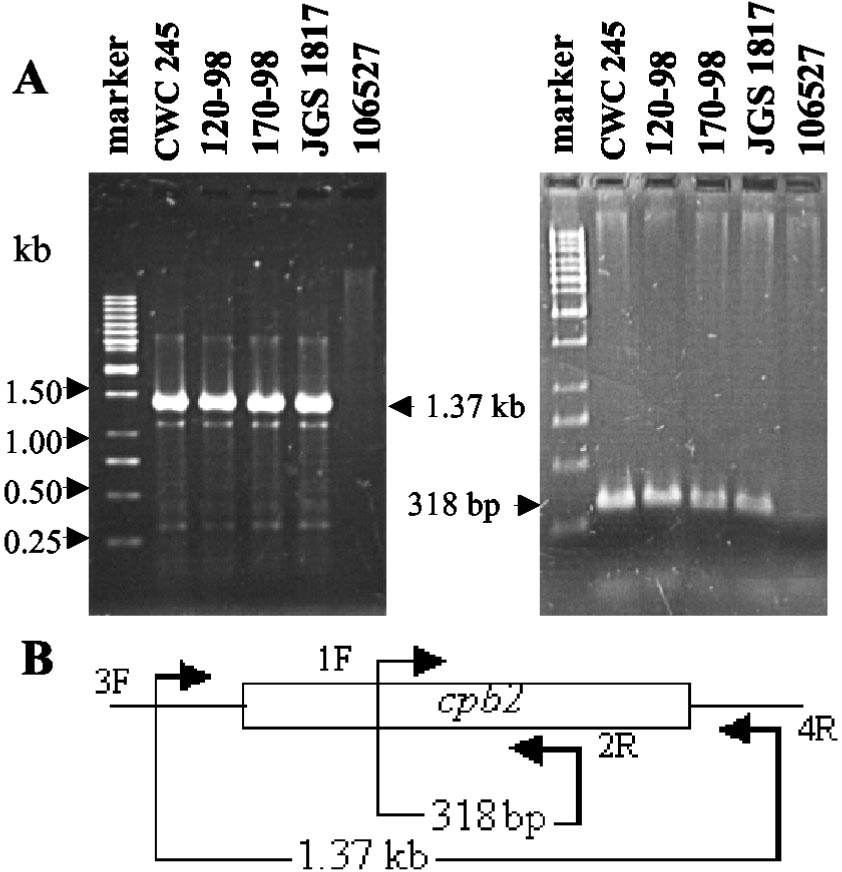 A
marker
CWC 245
120-98
170-98
JGS 1817
106527
marker
CWC 245
120-98
170-98
JGS 1817
106527
kb
1.50
1.00
0.50
0.25
1.37 kb
318 bp
B
3F
1F
cpb2
2R
4R
318 bp
1.37 kb